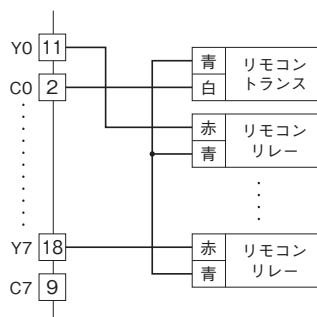 Y0 11
C0 2
Y7 18
C7 9
青 リモコン
白 トランス
赤 リモコン
青 リレー
赤 リモコン
青 リレー